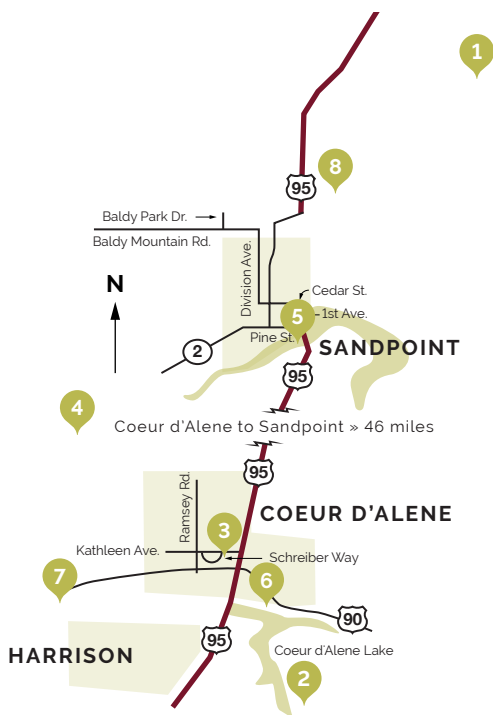 1
8
95
Baldy Park Dr.
Baldy Mountain Rd.
Division Ave.
N
Cedar St.
5
1st Ave.
Pine St.
2
SANDPOINT
95
4
Coeur d'Alene to Sandpoint » 46 miles
95
Ramsey Rd.
COEUR D'ALENE
3
Kathleen Ave.
Schreiber Way
7
6
90
95
HARRISON
Coeur d'Alene Lake
2